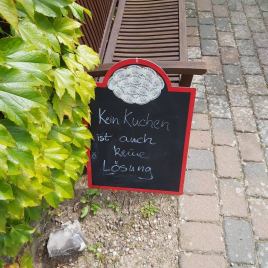 Kein Kuchen
ist auch
keine
Lösung